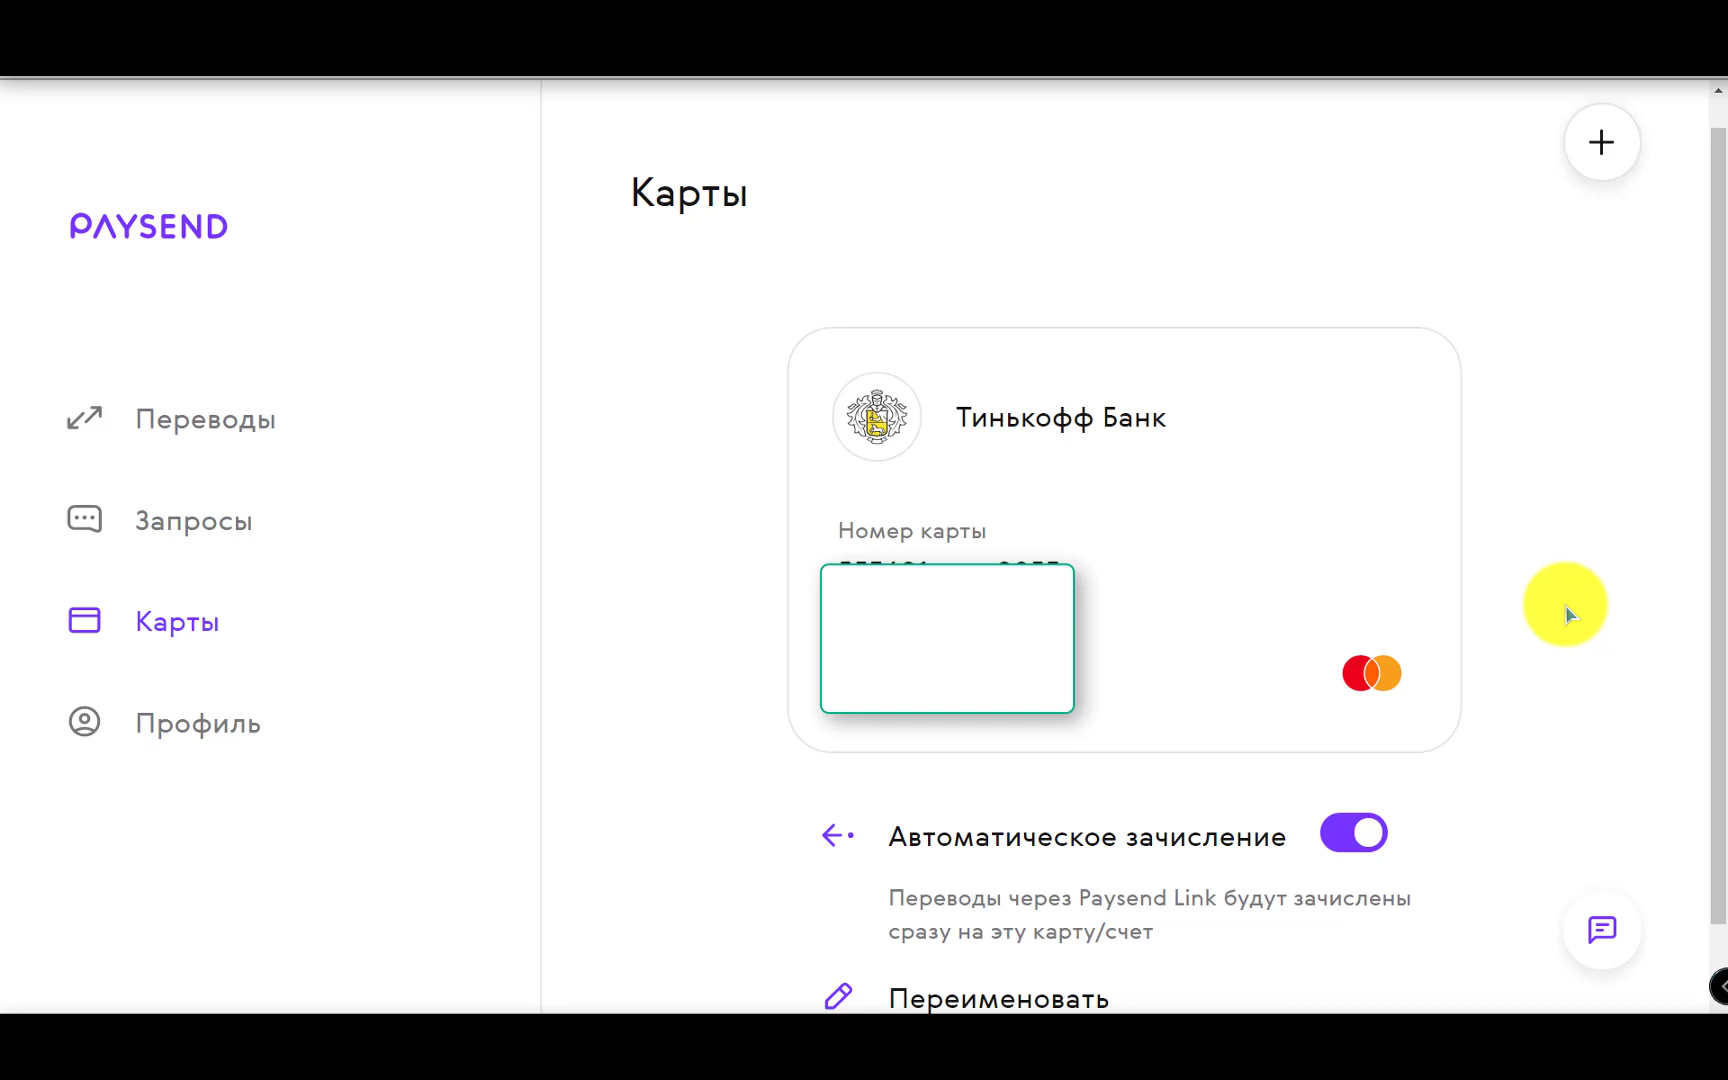 PAYSEND
Переводы
Запросы
Карты
Профиль
Карты
Тинькофф Банк
Номер карты
Автоматическое зачисление
Переводы через Paysend Link будут зачислены
сразу на эту карту/счет
Переименовать